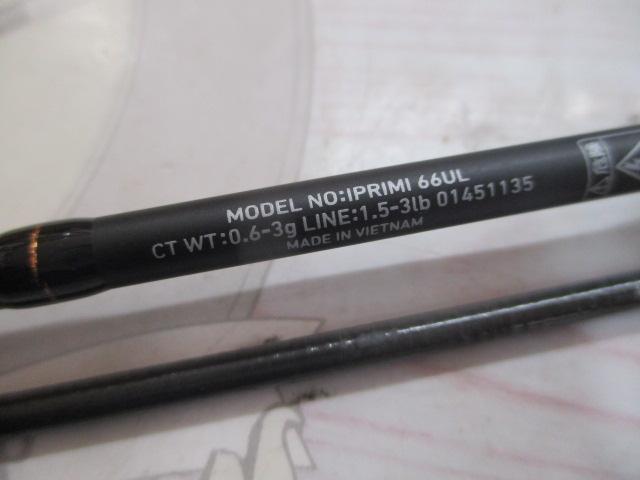 MODEL NO:IPRIMI 66UL
CT WT:0.6-3g LINE:1.5-3lb 01451135
MADE IN VIETNAM